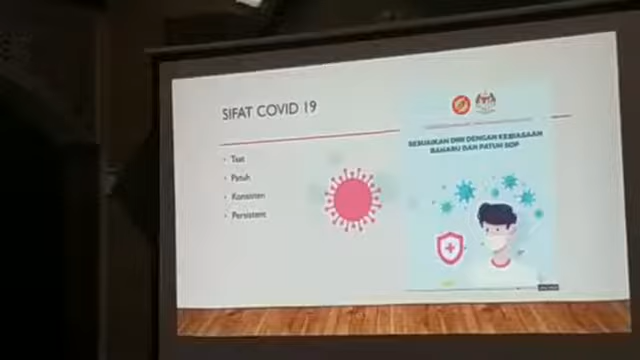 SIFAT COVID 19
• Taat
• Patuh
• Konsisten
• Persistent
SESUAIKAN DIRI DENGAN KEBIASAAN
BAHARU DAN PATUH SOP